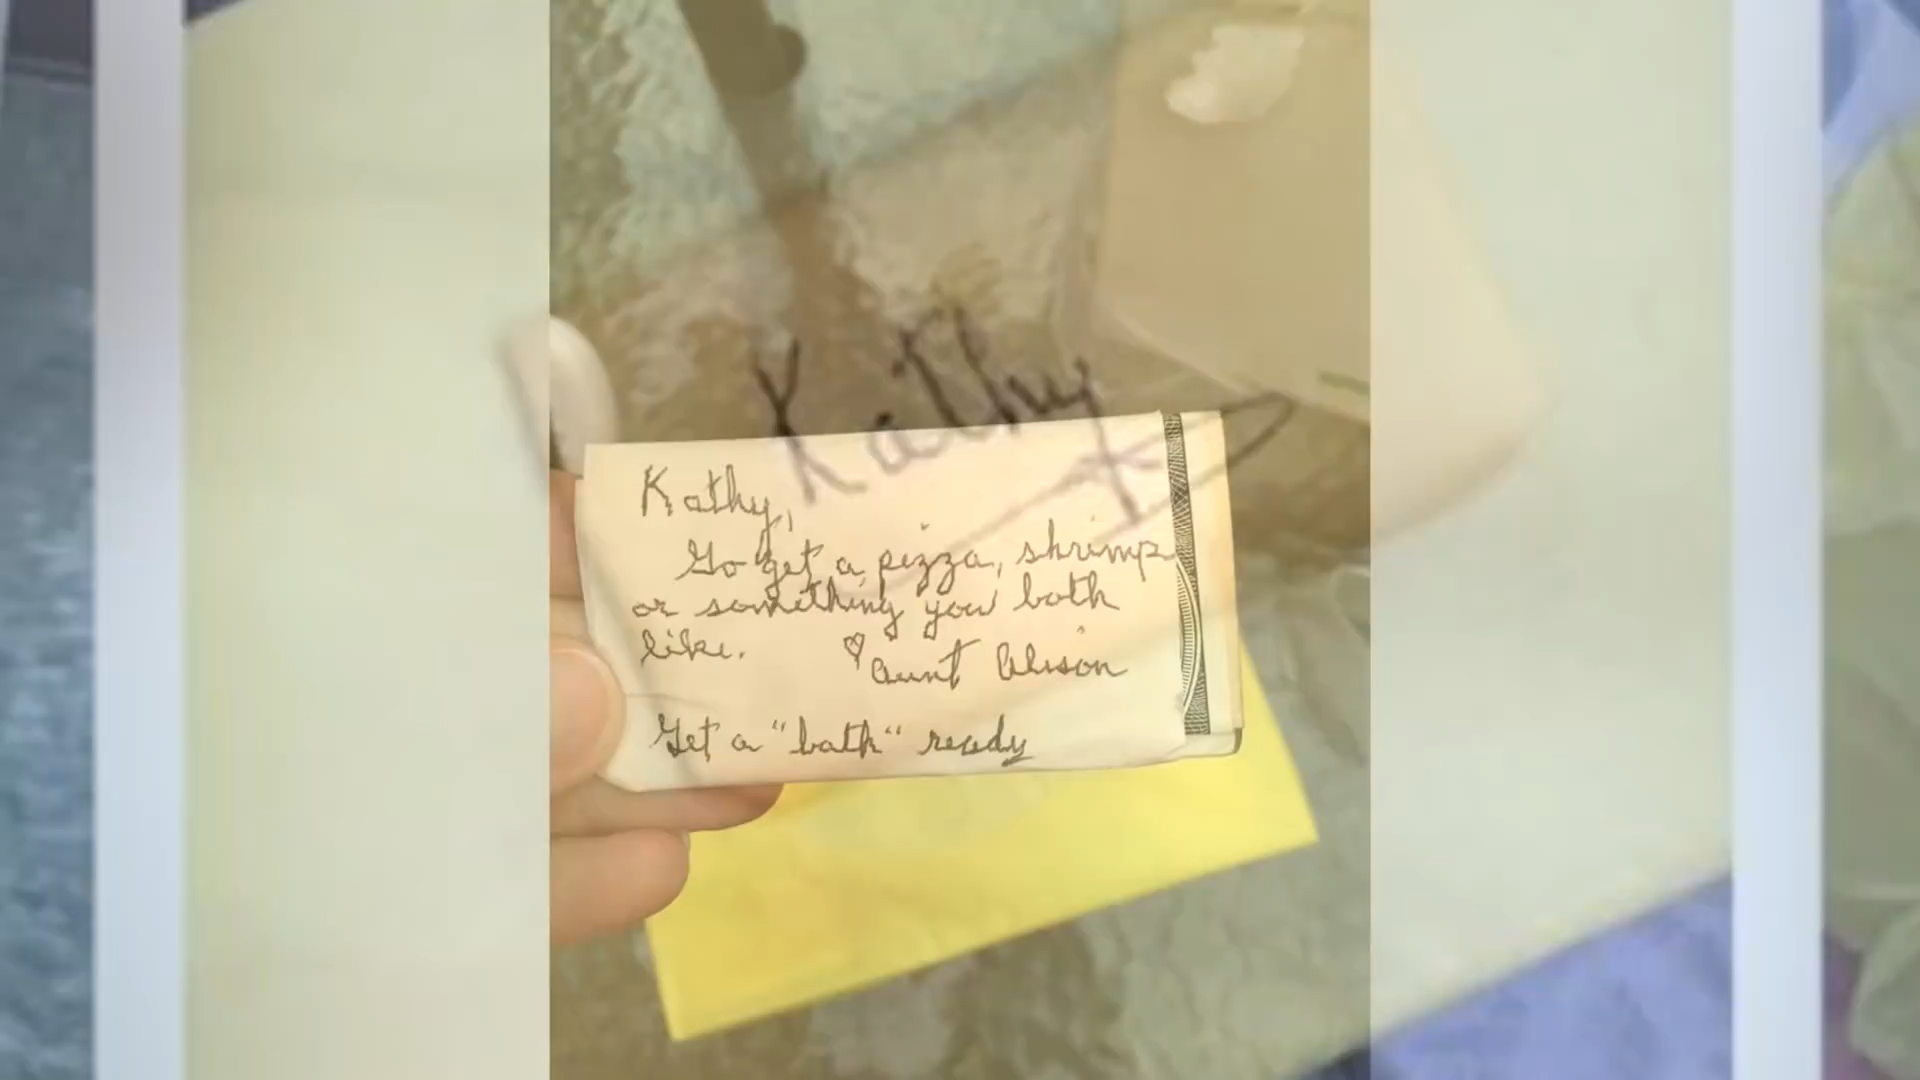 Kathy
Kathy,
Go get a pizza, shrimp
or something you both
like. ♡ Aunt Alison
Get a "bath" ready